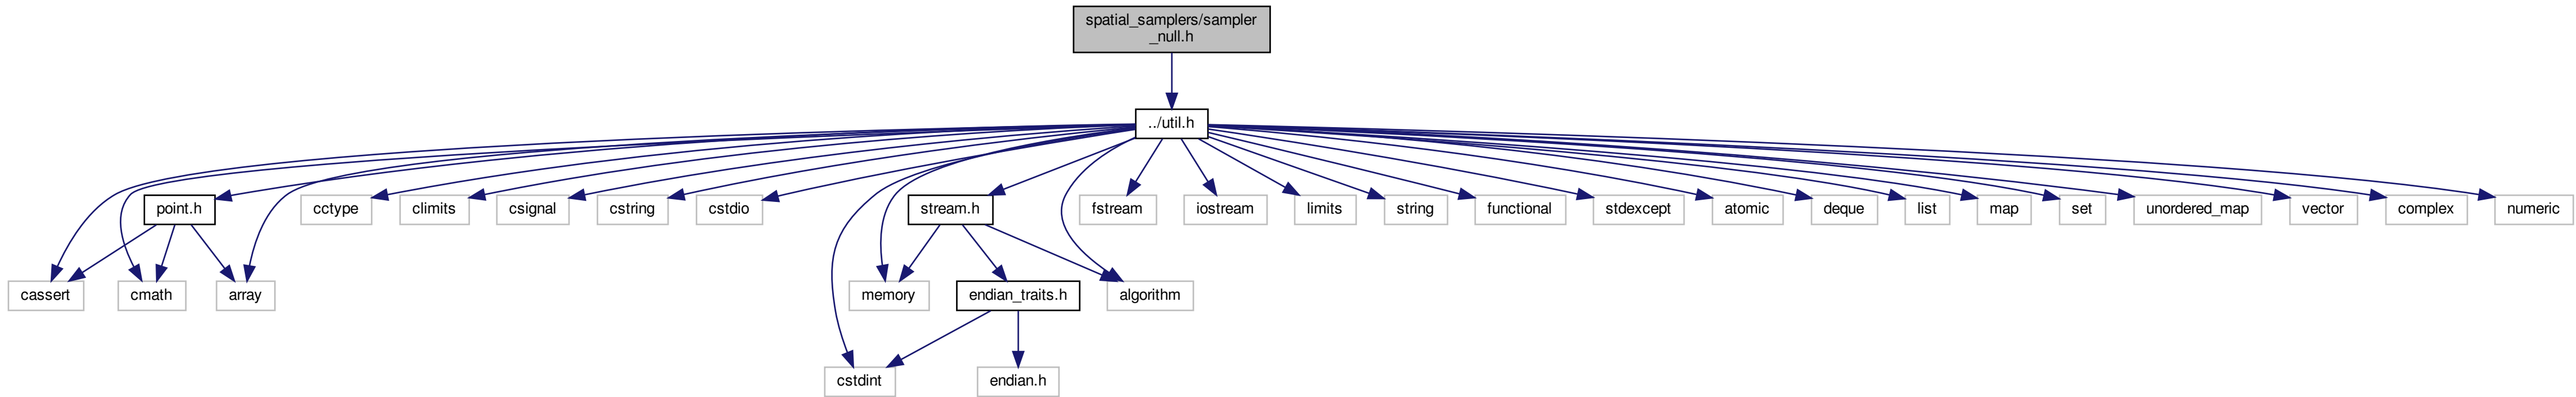 spatial_samplers/sampler
_null.h
../util.h
point.h
cctype
climits
csignal
cstring
cstdio
stream.h
fstream
iostream
limits
string
functional
stdexcept
atomic
deque
list
map
set
unordered_map
vector
complex
numeric
cassert
cmath
array
memory
endian_traits.h
algorithm
cstdint
endian.h